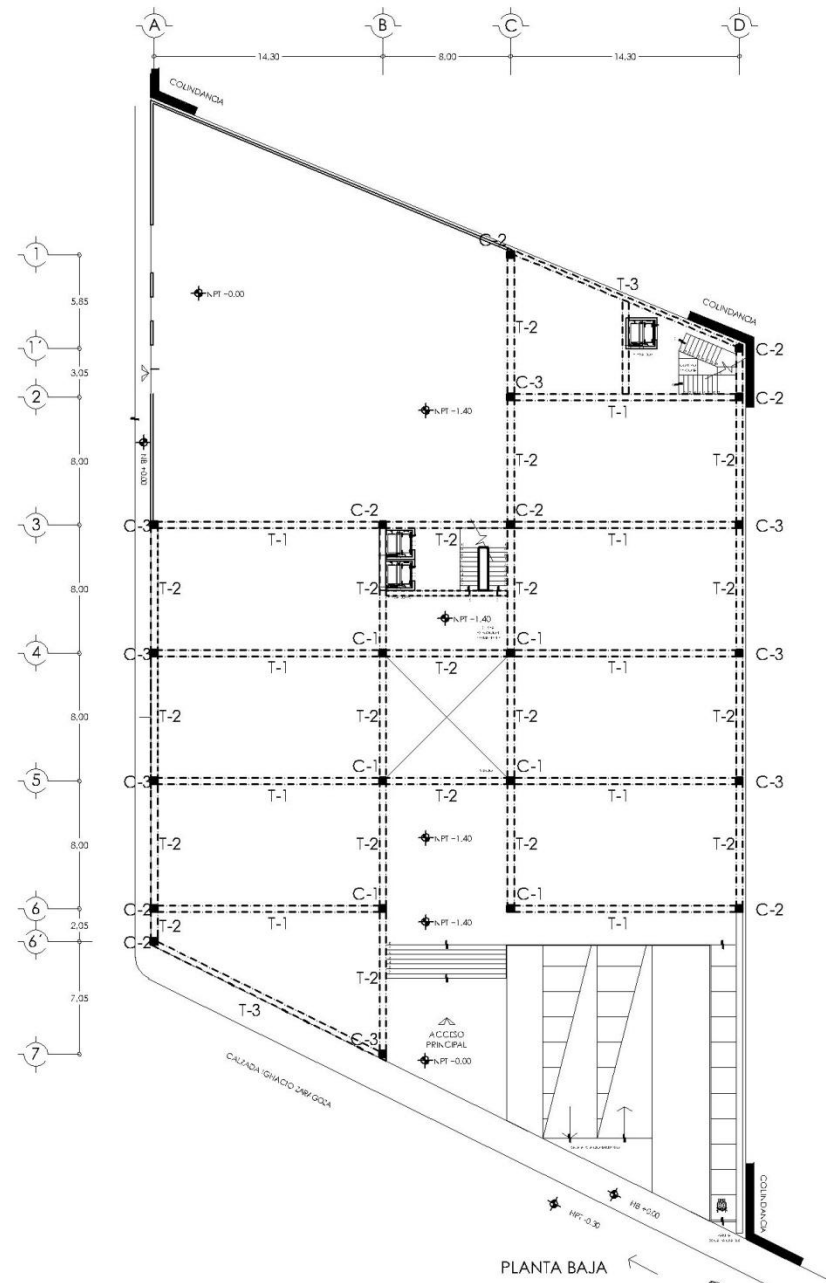 A B C D
14.30 8.00 14.30
COLINDANCIA
C-2
1
T-3
5.85
NPT -0.00
COLINDANCIA
T-2
1'
C-2
3.05
C-3
2
C-2
NPT -1.40
T-1
N.B +0.00
8.00
T-2
T-2
C-2
C-2
3
C-3
C-3
T-1
T-2
T-1
8.00
T-2
T-2
T-2
T-2
NPT -1.40
C-1
C-1
4
C-3
C-3
T-1
T-2
T-1
8.00
T-2
T-2
T-2
T-2
C-1
C-1
5
C-3
C-3
T-1
T-2
T-1
8.00
T-2
T-2
T-2
T-2
NPT -1.40
C-1
C-1
6
C-2
C-2
T-1
T-1
NPT -1.40
2.05
T-2
6'
C-2
T-2
7.05
T-3
ACCESO
PRINCIPAL
C-3
7
NPT -0.00
CALZADA IGNACIO ZARAGOZA
COLINDANCIA
N.B +0.00
NPT -0.30
PLANTA BAJA